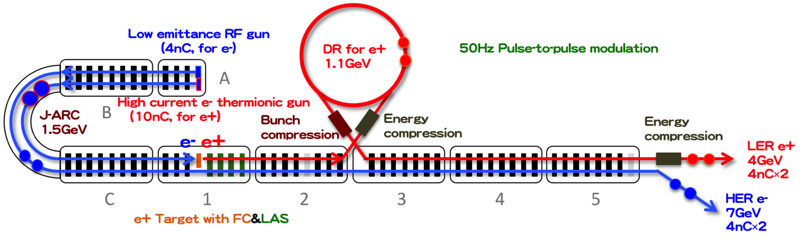 Low emittance RF gun
(4nC, for e-)
DR for e+
1.1GeV
50Hz Pulse-to-pulse modulation
A
B
High current e- thermionic gun
(10nC, for e+)
J-ARC
1.5GeV
Bunch
compression
Energy
compression
Energy
compression
e- e+
LER e+
4GeV
4nC×2
C
1
2
3
4
5
HER e-
7GeV
4nC×2
e+ Target with FC&LAS